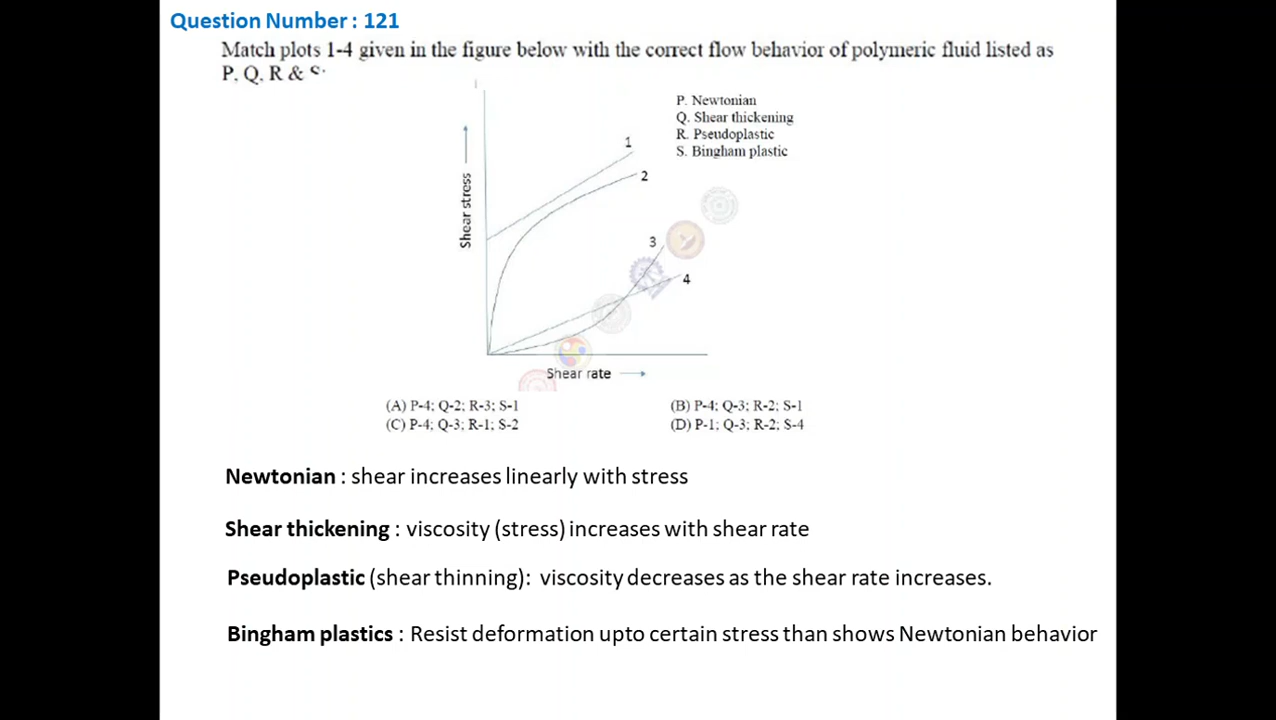 Question Number : 121
Match plots 1-4 given in the figure below with the correct flow behavior of polymeric fluid listed as
P, Q, R & S.
P. Newtonian
Q. Shear thickening
R. Pseudoplastic
S. Bingham plastic
1
2
Shear stress
3
4
Shear rate
(A) P-4; Q-2; R-3; S-1
(B) P-4; Q-3; R-2; S-1
(C) P-4; Q-3; R-1; S-2
(D) P-1; Q-3; R-2; S-4
Newtonian : shear increases linearly with stress
Shear thickening : viscosity (stress) increases with shear rate
Pseudoplastic (shear thinning): viscosity decreases as the shear rate increases.
Bingham plastics : Resist deformation upto certain stress than shows Newtonian behavior